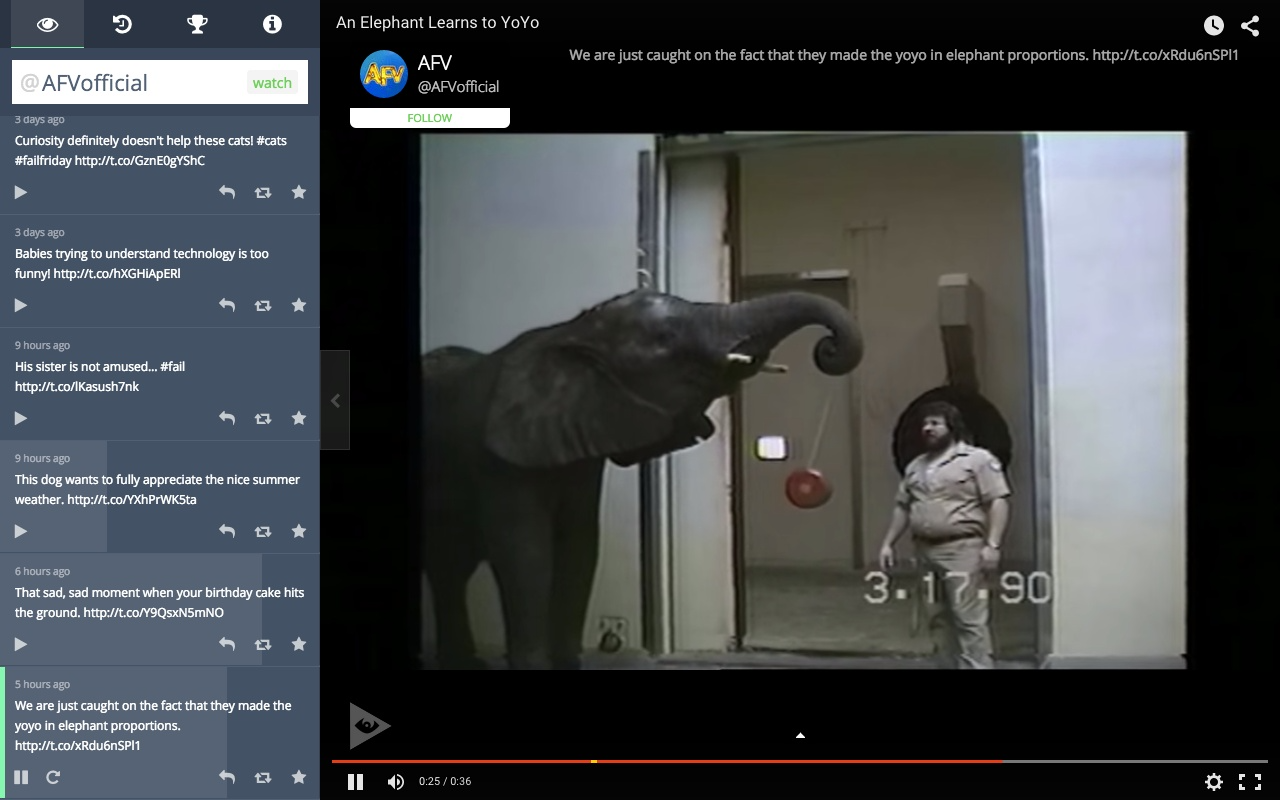 @AFVofficial
watch
3 days ago
Curiosity definitely doesn't help these cats! #cats
#failfriday http://t.co/GznE0gYShC
3 days ago
Babies trying to understand technology is too
funny! http://t.co/hXGHiApERl
9 hours ago
His sister is not amused... #fail
http://t.co/lKasush7nk
9 hours ago
This dog wants to fully appreciate the nice summer
weather. http://t.co/YXhPrWK5ta
6 hours ago
That sad, sad moment when your birthday cake hits
the ground. http://t.co/Y9QsxN5mNO
5 hours ago
We are just caught on the fact that they made the
yoyo in elephant proportions.
http://t.co/xRdu6nSPl1
An Elephant Learns to YoYo
AFV
AFV
@AFVofficial
FOLLOW
We are just caught on the fact that they made the yoyo in elephant proportions. http://t.co/xRdu6nSPl1
3.17.90
0:25 / 0:36